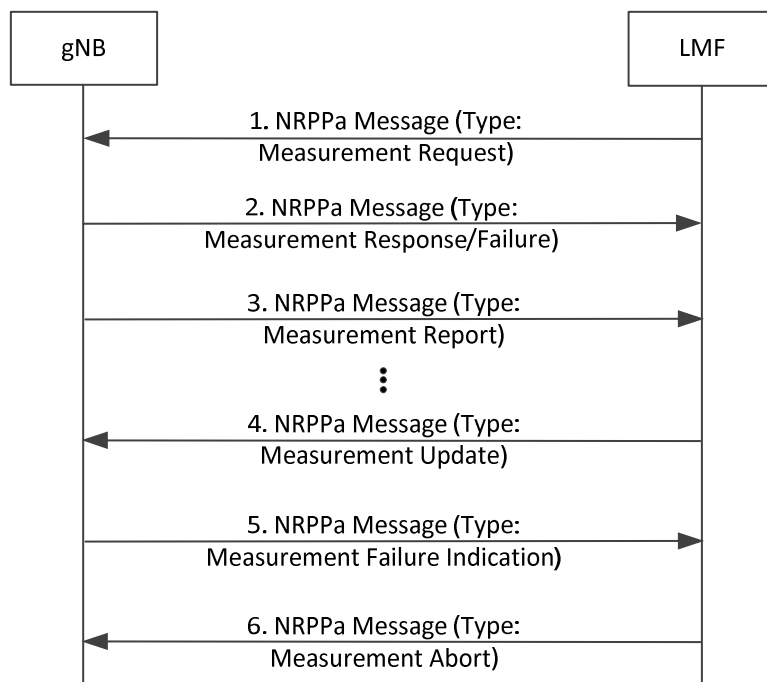 gNB
LMF
1. NRPPa Message (Type:
Measurement Request)
2. NRPPa Message (Type:
Measurement Response/Failure)
3. NRPPa Message (Type:
Measurement Report)
4. NRPPa Message (Type:
Measurement Update)
5. NRPPa Message (Type:
Measurement Failure Indication)
6. NRPPa Message (Type:
Measurement Abort)